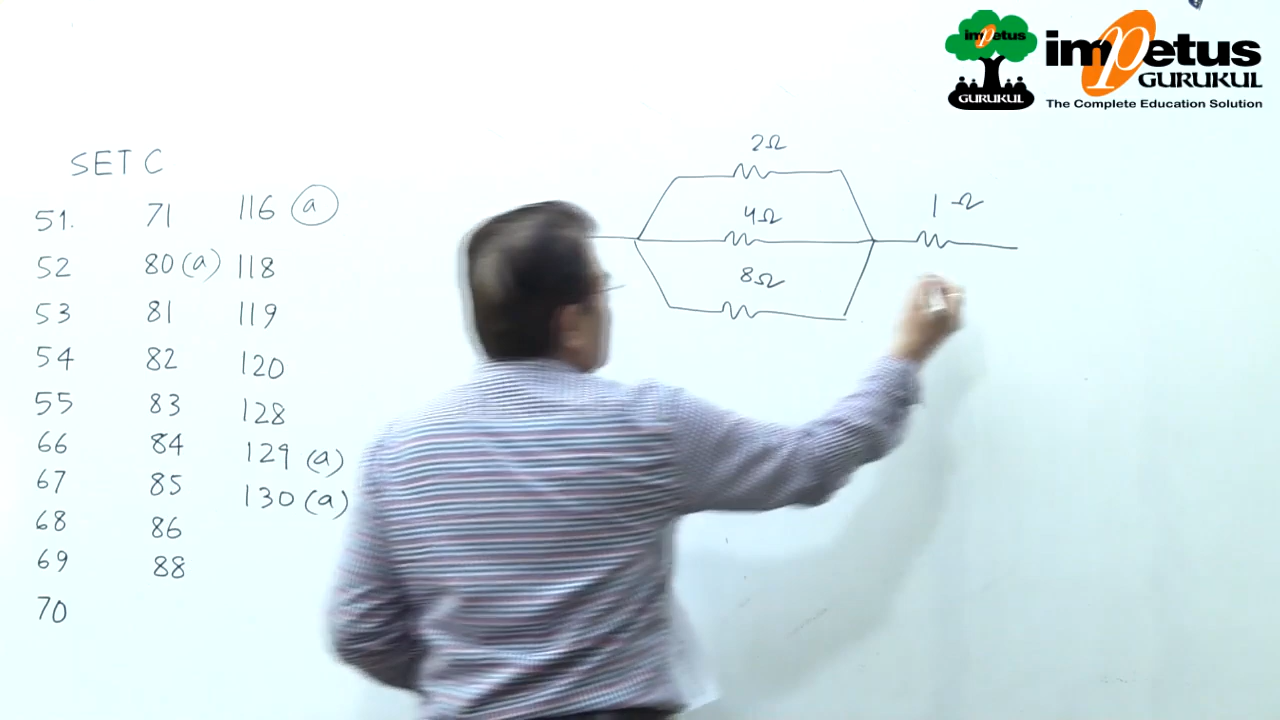 impetus
GURUKUL
impetus
GURUKUL
The Complete Education Solution
SET C
51. 71 116 (a)
52 80 (a) 118
53 81 119
54 82 120
55 83 128
66 84 129 (a)
67 85 130 (a)
68 86
69 88
70
2Ω
4Ω
8Ω
1 Ω